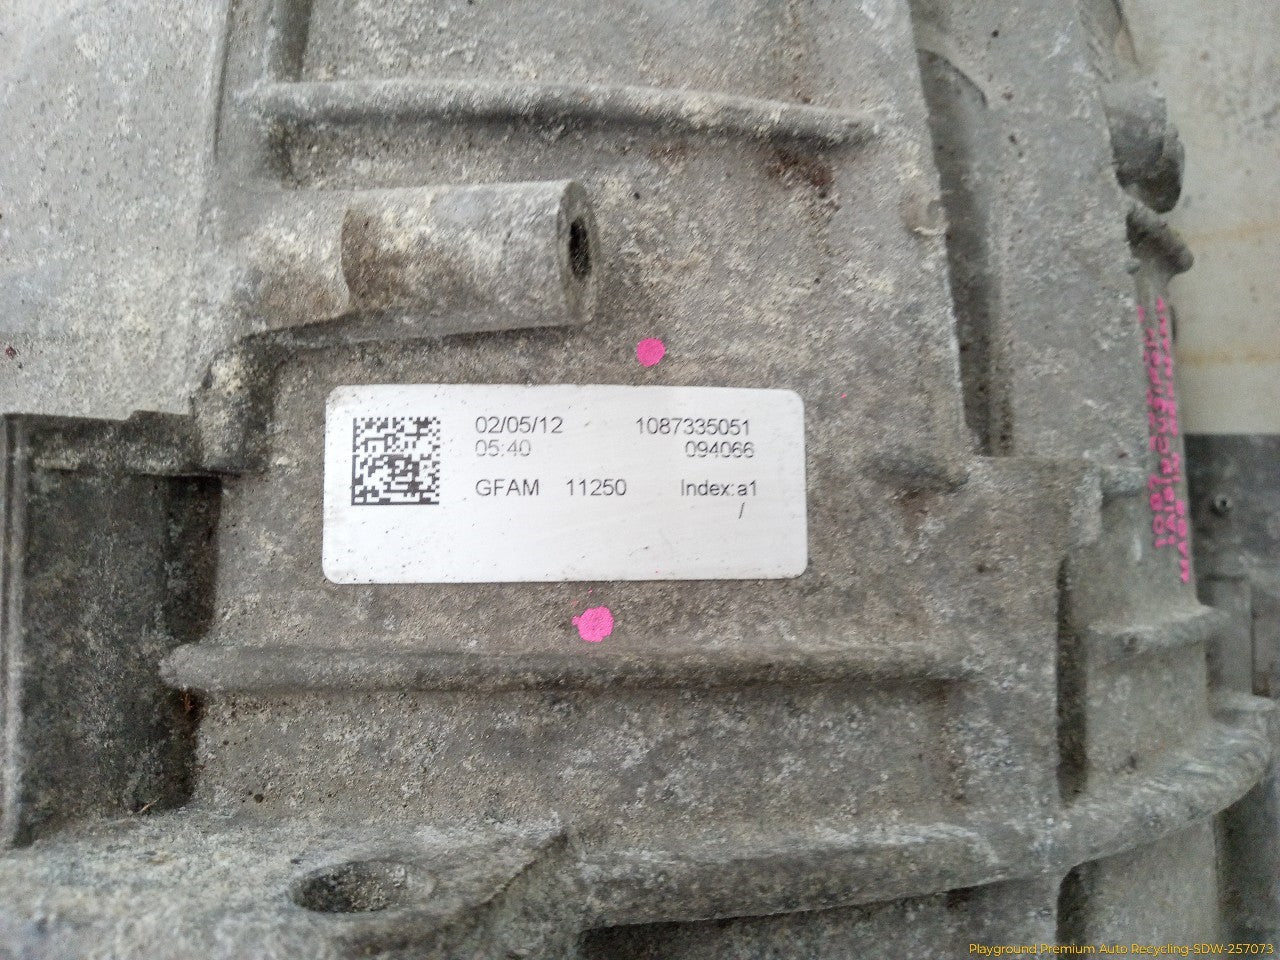 02/05/12 1087335051
05:40 094066
GFAM 11250 Index:a1
/
Playground Premium Auto Recycling-SDW-257073